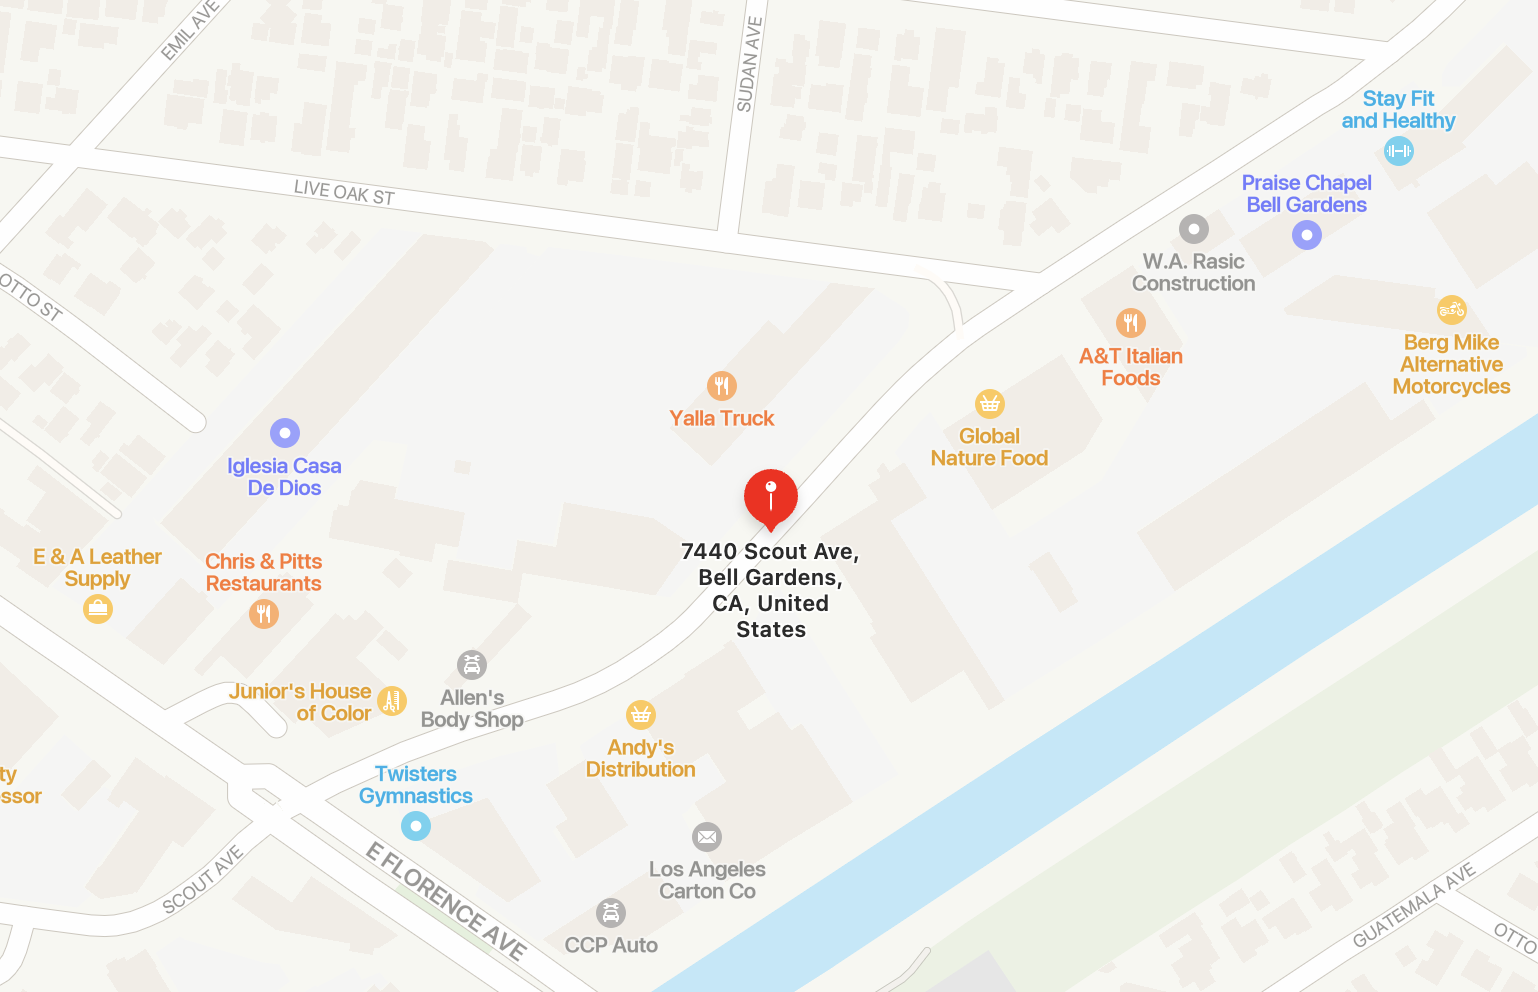 EMIL AVE
SUDAN AVE
Stay Fit
and Healthy
Praise Chapel
Bell Gardens
LIVE OAK ST
W.A. Rasic
Construction
OTTO ST
A&T Italian
Foods
Berg Mike
Alternative
Motorcycles
Yalla Truck
Global
Nature Food
Iglesia Casa
De Dios
7440 Scout Ave,
Bell Gardens,
CA, United
States
E & A Leather
Supply
Chris & Pitts
Restaurants
Junior's House
of Color
Allen's
Body Shop
Andy's
Distribution
ty
ssor
Twisters
Gymnastics
E FLORENCE AVE
SCOUT AVE
Los Angeles
Carton Co
CCP Auto
GUATEMALA AVE
OTTO